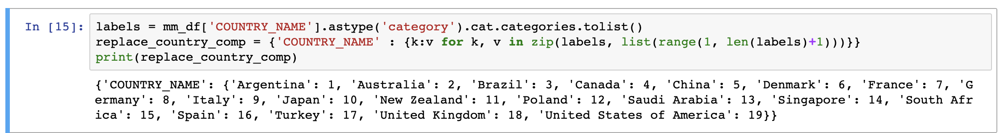 In [15]: labels = mm_df['COUNTRY_NAME'].astype('category').cat.categories.tolist()
replace_country_comp = {'COUNTRY_NAME' : {k:v for k, v in zip(labels, list(range(1, len(labels)+1)))}}
print(replace_country_comp)
{'COUNTRY_NAME': {'Argentina': 1, 'Australia': 2, 'Brazil': 3, 'Canada': 4, 'China': 5, 'Denmark': 6, 'France': 7, 'G
ermany': 8, 'Italy': 9, 'Japan': 10, 'New Zealand': 11, 'Poland': 12, 'Saudi Arabia': 13, 'Singapore': 14, 'South Afr
ica': 15, 'Spain': 16, 'Turkey': 17, 'United Kingdom': 18, 'United States of America': 19}}